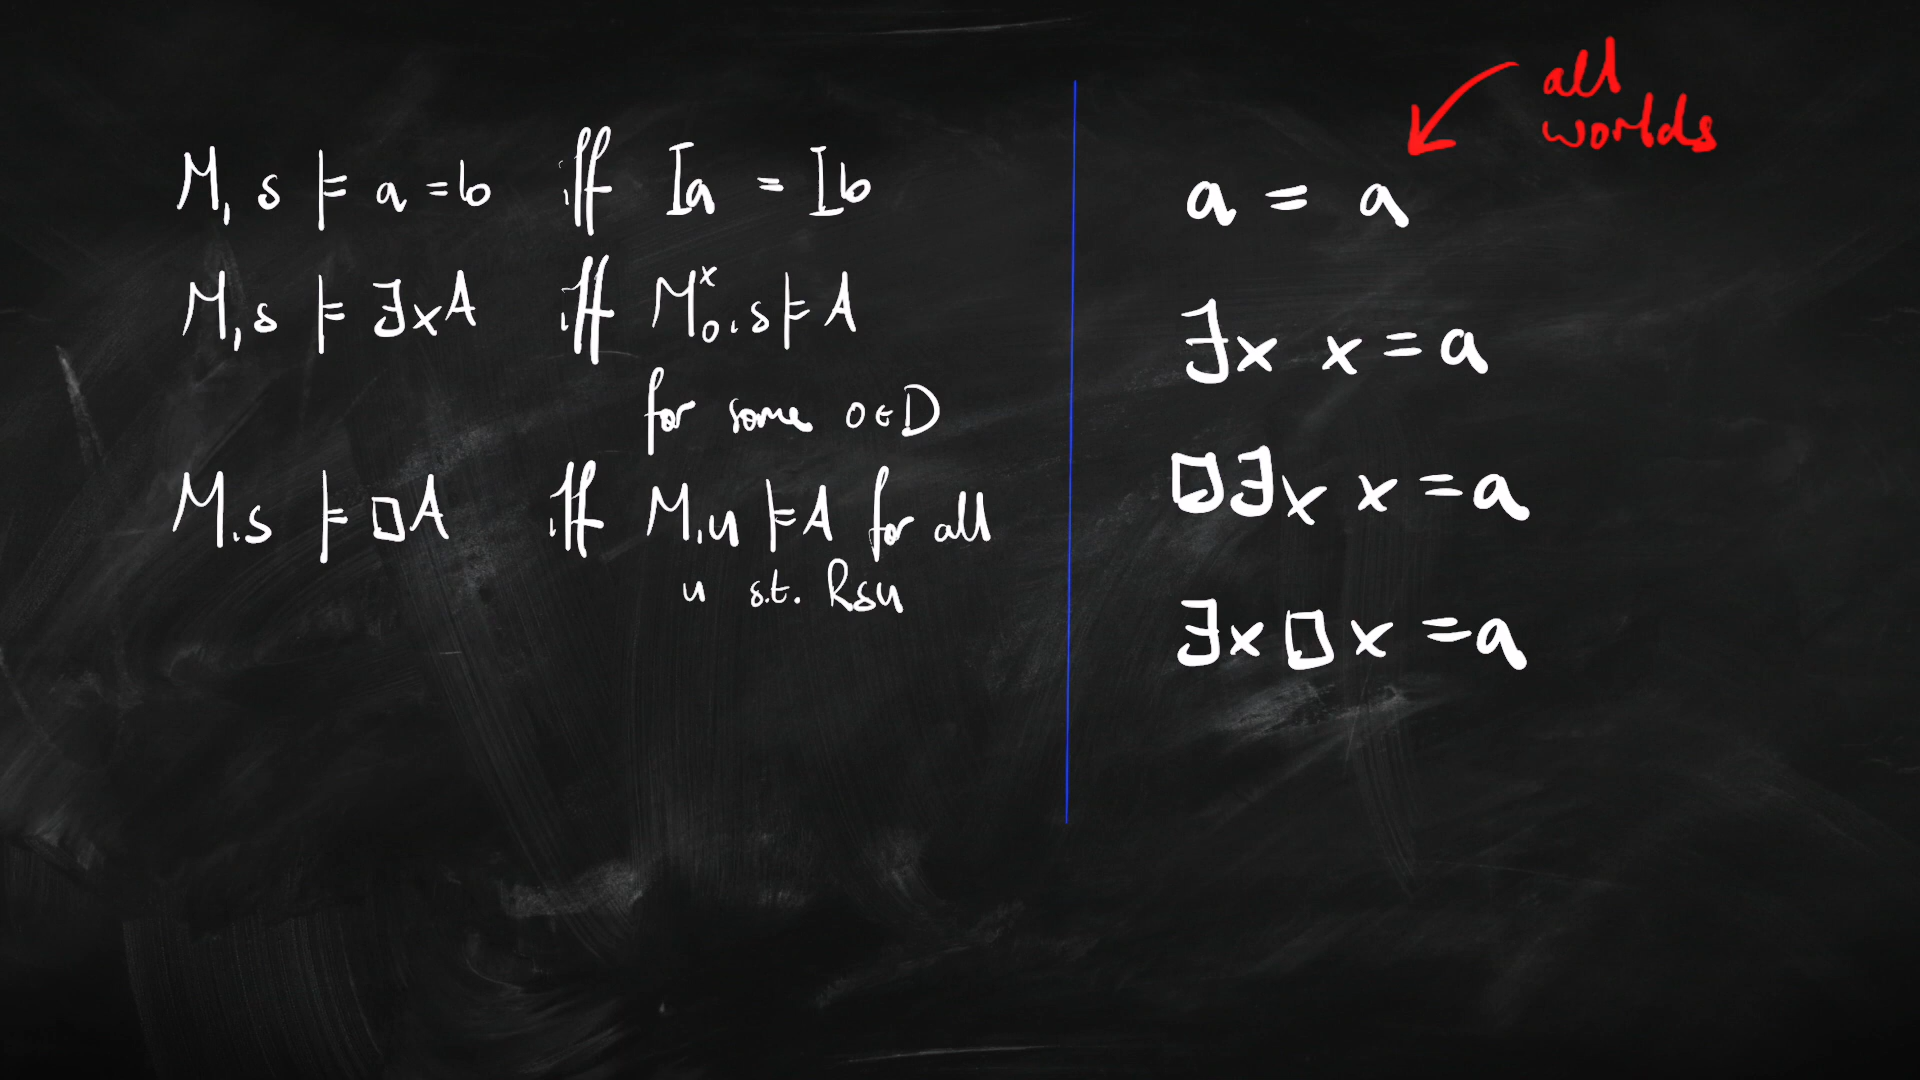 M, s ⊨ a = b iff Ia = Ib
M, s ⊨ ∃xA iff Mˣₒ, s ⊨ A
for some o ∈ D
M, s ⊨ □A iff M, u ⊨ A for all
u s.t. Rsu
all
worlds
a = a
∃x x = a
□∃x x = a
∃x □ x = a